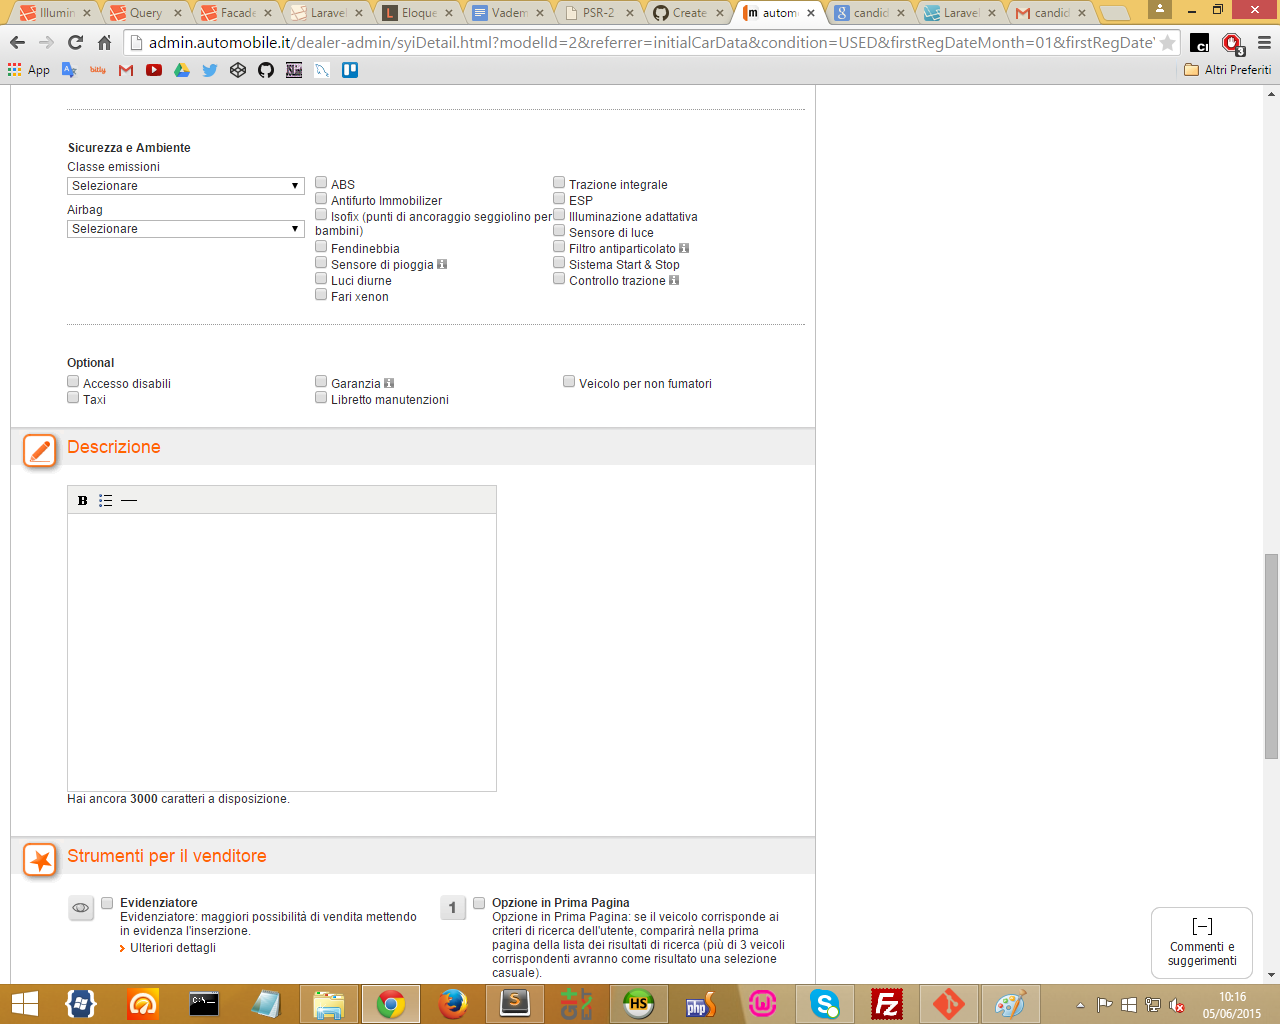 Illumin
Query
Facade
Laravel
Eloque
Vadem
PSR-2
Create
autom
candid
Laravel
candid
admin.automobile.it/dealer-admin/syiDetail.html?modelId=2&referrer=initialCarData&condition=USED&firstRegDateMonth=01&firstRegDate
App
bitly
Altri Preferiti
Sicurezza e Ambiente
Classe emissioni
Selezionare
Airbag
Selezionare
ABS
Antifurto Immobilizer
Isofix (punti di ancoraggio seggiolino per
bambini)
Fendinebbia
Sensore di pioggia
Luci diurne
Fari xenon
Trazione integrale
ESP
Illuminazione adattativa
Sensore di luce
Filtro antiparticolato
Sistema Start & Stop
Controllo trazione
Optional
Accesso disabili
Taxi
Garanzia
Libretto manutenzioni
Veicolo per non fumatori
Descrizione
B
Hai ancora 3000 caratteri a disposizione.
Strumenti per il venditore
Evidenziatore
Evidenziatore: maggiori possibilità di vendita mettendo
in evidenza l'inserzione.
Ulteriori dettagli
1
Opzione in Prima Pagina
Opzione in Prima Pagina: se il veicolo corrisponde ai
criteri di ricerca dell'utente, comparirà nella prima
pagina della lista dei risultati di ricerca (più di 3 veicoli
corrispondenti avranno come risultato una selezione
casuale).
[–]
Commenti e
suggerimenti
10:16
05/06/2015